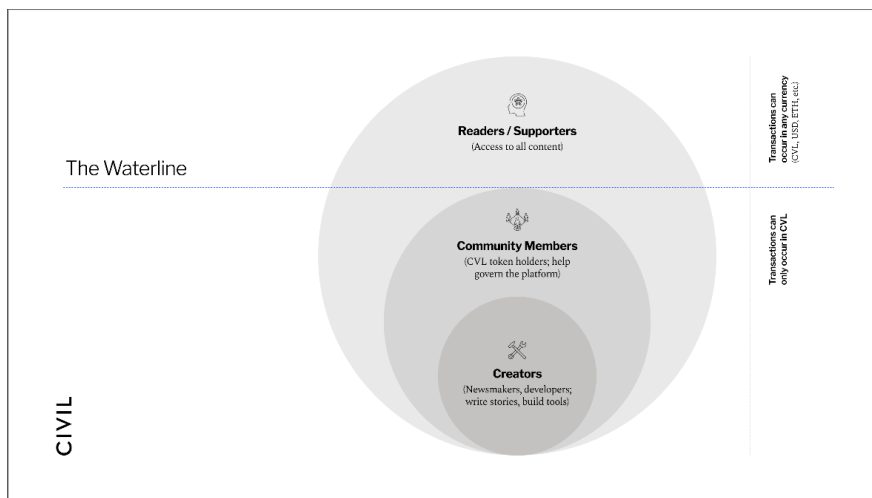 Readers / Supporters
(Access to all content)
Transactions can
occur in any currency
(CVL, USD, ETH, etc.)
The Waterline
Community Members
(CVL token holders; help
govern the platform)
Transactions can
only occur in CVL
Creators
(Newsmakers, developers;
write stories, build tools)
CIVIL